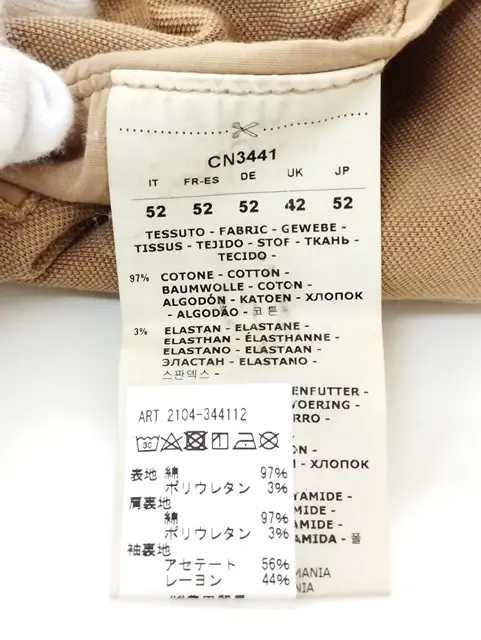 CN3441
IT FR-ES DE UK JP
52 52 52 42 52
TESSUTO - FABRIC - GEWEBE -
TISSUS - TEJIDO - STOF - ТКАНЬ -
TECIDO -
97% COTONE - COTTON -
BAUMWOLLE - COTON -
ALGODÓN - KATOEN - ХЛОПОК
- ALGODÃO - 코튼 -
3% ELASTAN - ELASTANE -
ELASTHAN - ÉLASTHANNE -
ELASTANO - ELASTAAN -
ЭЛАСТАН - ELASTANO -
스판덱스 -
ENFUTTER -
VOERING -
RRO -
ON -
- ХЛОПОК
YAMIDE -
MIDE -
AMIDE -
AMIDA - 폴
MANIA
NIA
ART. 2104-344112
30
表地 綿 97%
ポリウレタン 3%
肩裏地
綿 97%
ポリウレタン 3%
袖裏地
アセテート 56%
レーヨン 44%